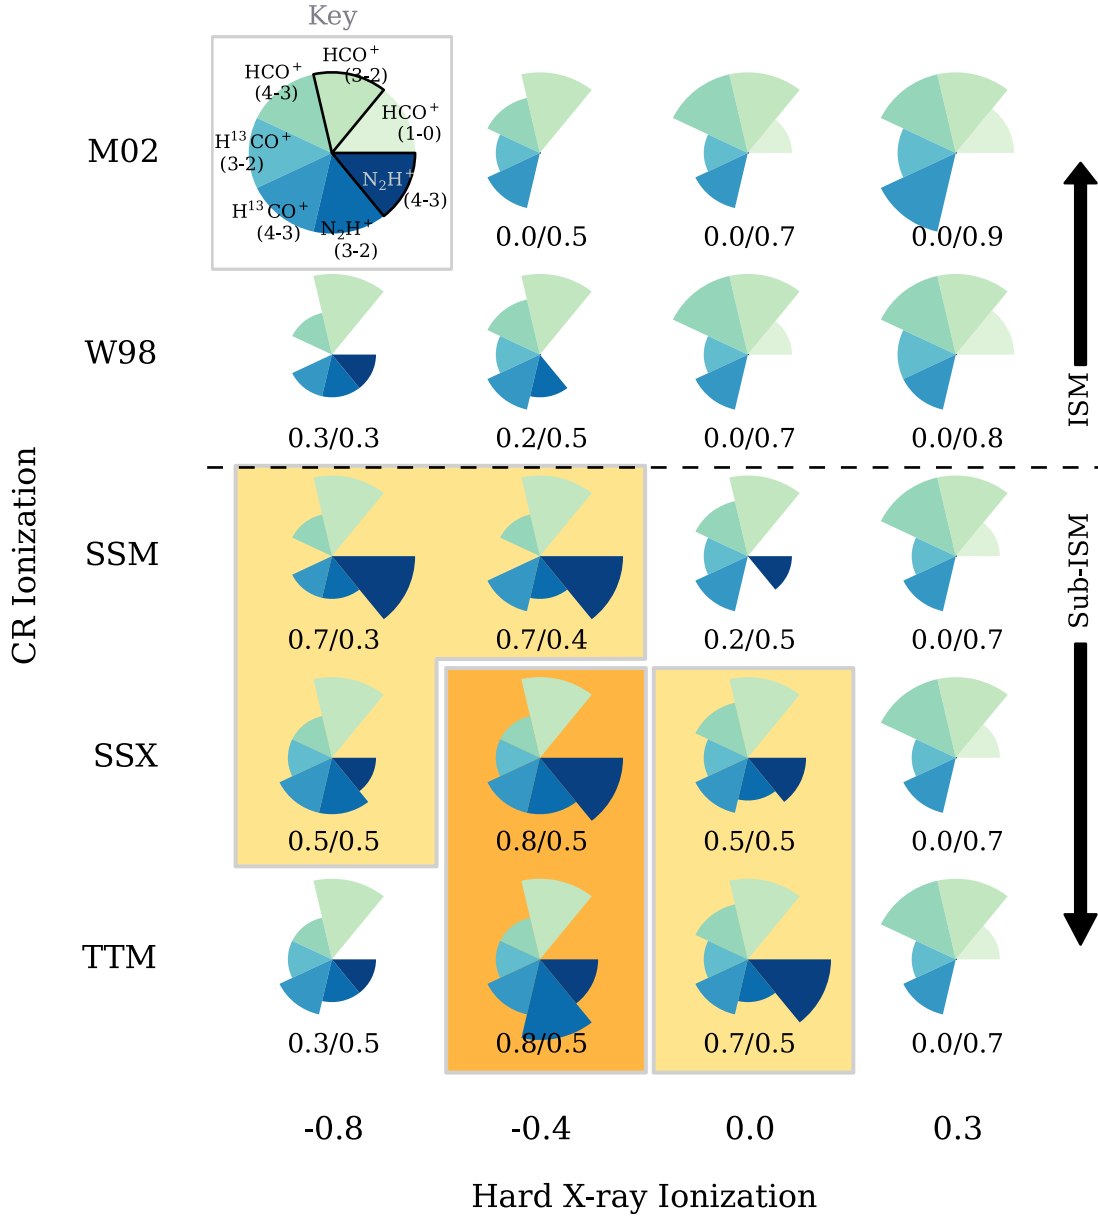 Key
HCO⁺
(3-2)
HCO⁺
(4-3)
HCO⁺
(1-0)
H¹³CO⁺
(3-2)
N₂H⁺
(4-3)
H¹³CO⁺
(4-3)
N₂H⁺
(3-2)
M02
0.0/0.5
0.0/0.7
0.0/0.9
W98
0.3/0.3
0.2/0.5
0.0/0.7
0.0/0.8
ISM
CR Ionization
SSM
0.7/0.3
0.7/0.4
0.2/0.5
0.0/0.7
Sub-ISM
SSX
0.5/0.5
0.8/0.5
0.5/0.5
0.0/0.7
TTM
0.3/0.5
0.8/0.5
0.7/0.5
0.0/0.7
-0.8
-0.4
0.0
0.3
Hard X-ray Ionization